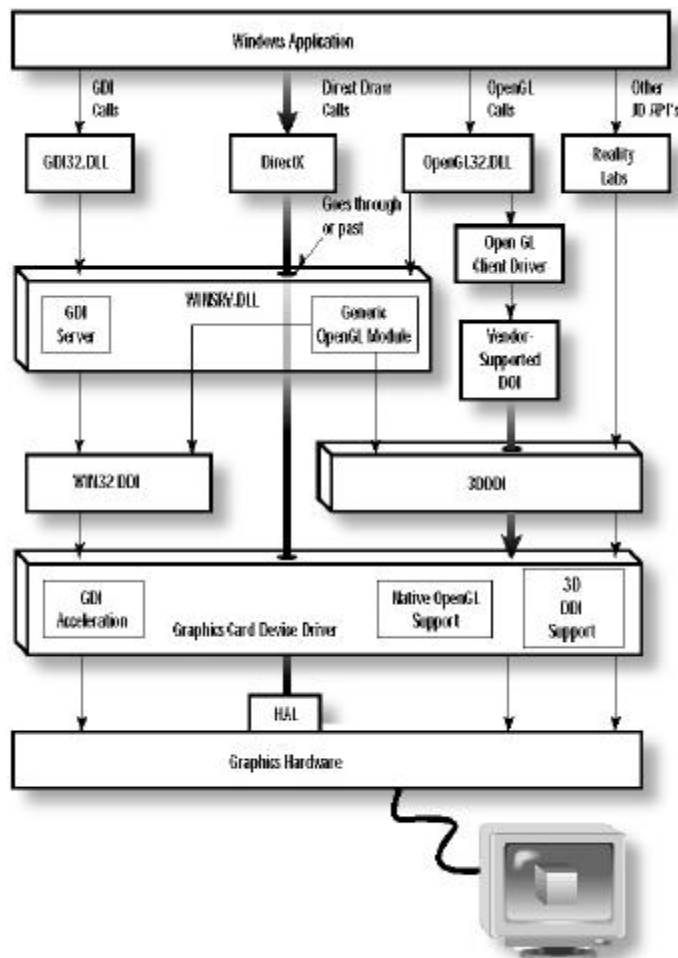 Windows Application
GDI
Calls
Direct Draw
Calls
OpenGL
Calls
Other
3D API's
GDI32.DLL
DirectX
OpenGL32.DLL
Reality
Labs
Goes through
or past
Open GL
Client Driver
WINSRV.DLL
GDI
Server
Generic
OpenGL Module
Vendor-
Supported
DDI
WIN32 DDI
3DDDI
GDI
Acceleration
Graphics-Card Device Driver
Native OpenGL
Support
3D
DDI
Support
HAL
Graphics Hardware